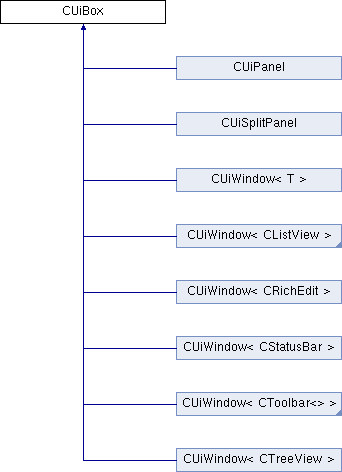 CUiBox
CUiPanel
CUiSplitPanel
CUiWindow< T >
CUiWindow< CListView >
CUiWindow< CRichEdit >
CUiWindow< CStatusBar >
CUiWindow< CToolbar<> >
CUiWindow< CTreeView >